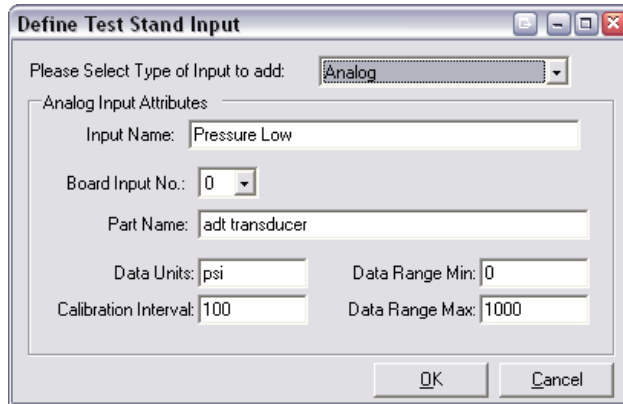 Define Test Stand Input
Please Select Type of Input to add: Analog
Analog Input Attributes
Input Name: Pressure Low
Board Input No.: 0
Part Name: adt transducer
Data Units: psi Data Range Min: 0
Calibration Interval: 100 Data Range Max: 1000
OK Cancel